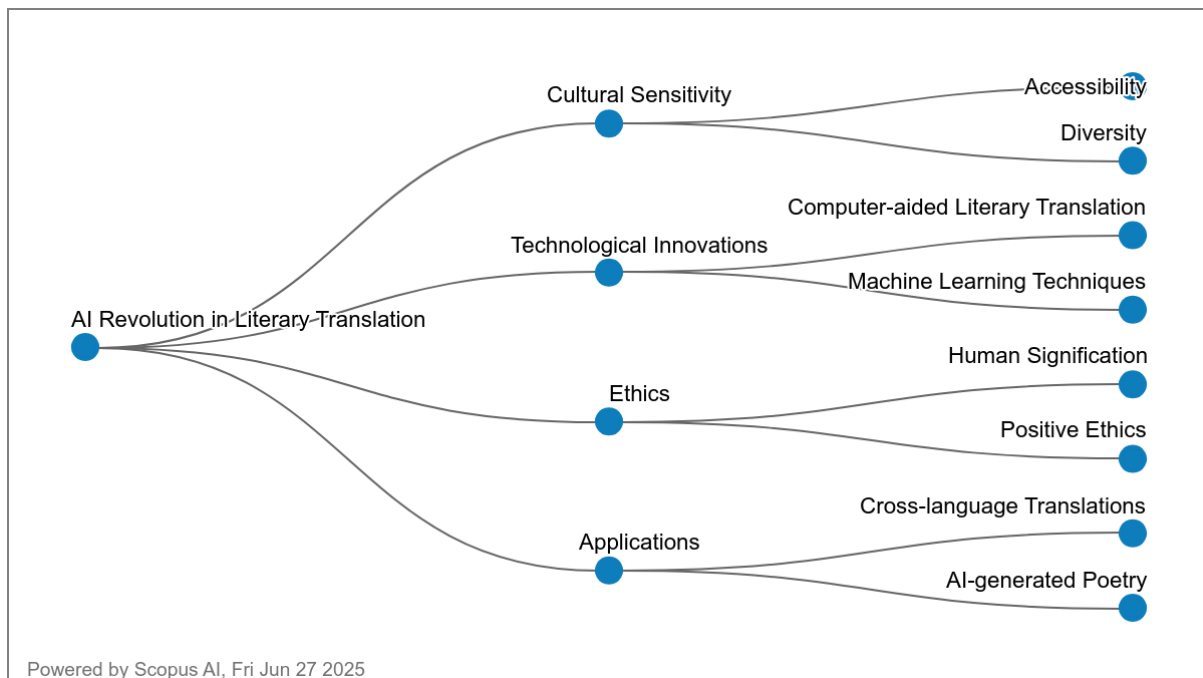 Accessibility
Cultural Sensitivity
Diversity
Computer-aided Literary Translation
Technological Innovations
Machine Learning Techniques
AI Revolution in Literary Translation
Human Signification
Ethics
Positive Ethics
Cross-language Translations
Applications
AI-generated Poetry
Powered by Scopus AI, Fri Jun 27 2025